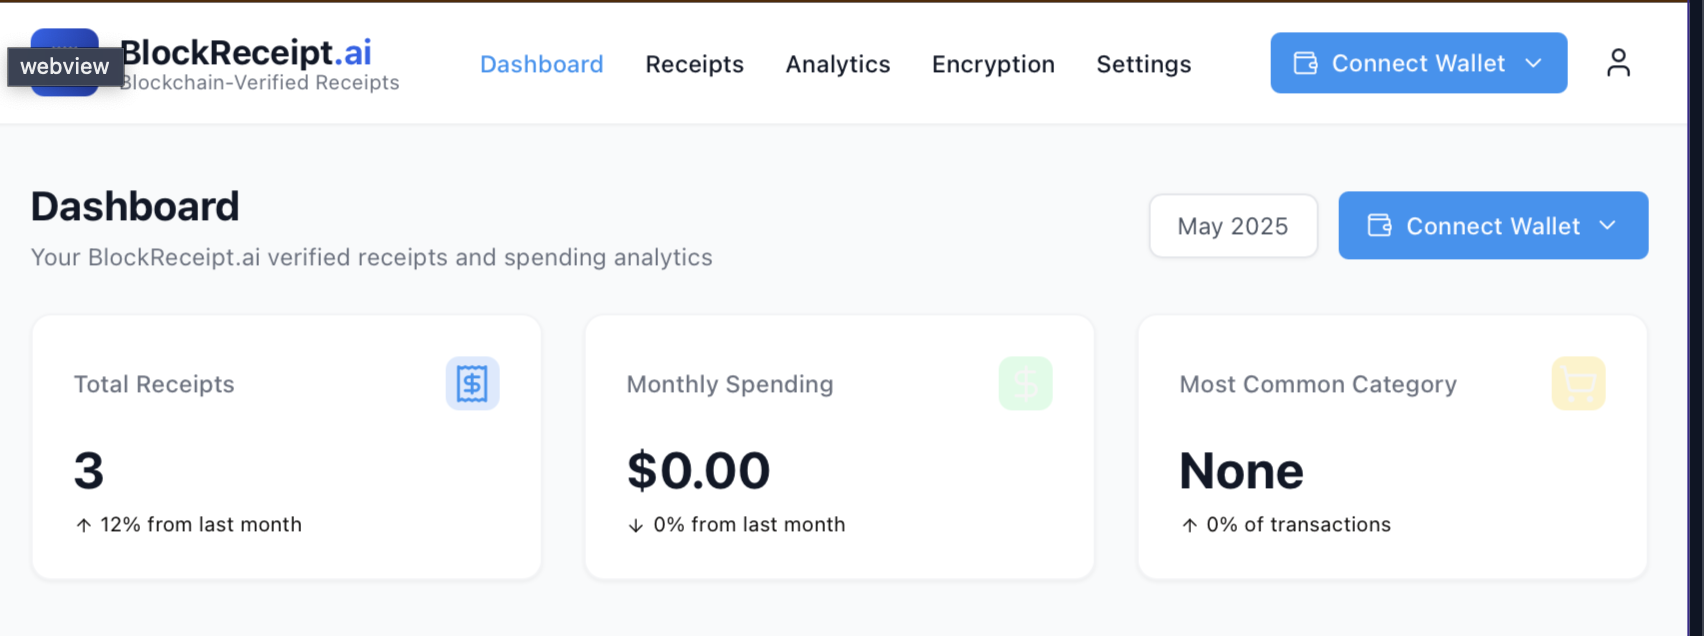 webview
BlockReceipt.ai
Blockchain-Verified Receipts
Dashboard
Receipts
Analytics
Encryption
Settings
Connect Wallet
Dashboard
Your BlockReceipt.ai verified receipts and spending analytics
May 2025
Connect Wallet
Total Receipts
$
3
↑ 12% from last month
Monthly Spending
$
$0.00
↓ 0% from last month
Most Common Category
None
↑ 0% of transactions